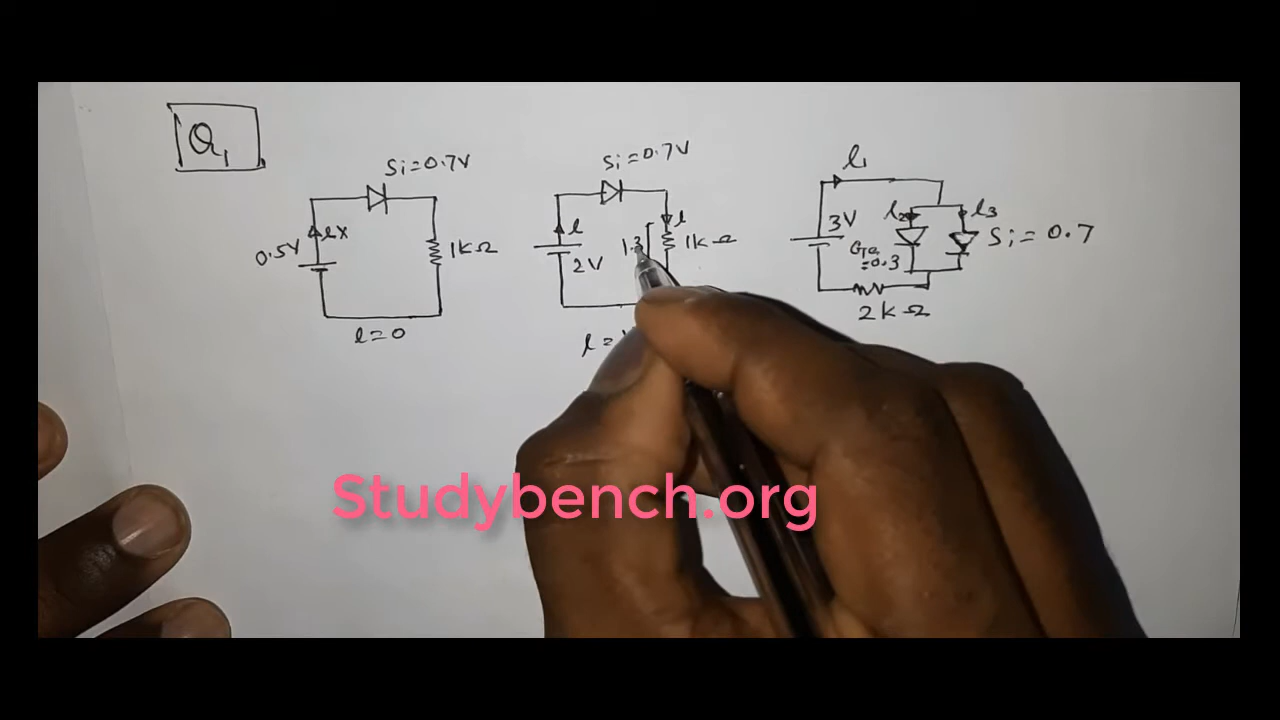 Q1
Si=0.7V
0.5V
1kΩ
I=0
Si=0.7V
I
I
2V
1.3
1kΩ
I=
I1
3V
I2
I3
=0.3
Si=0.7
2kΩ
Studybench.org